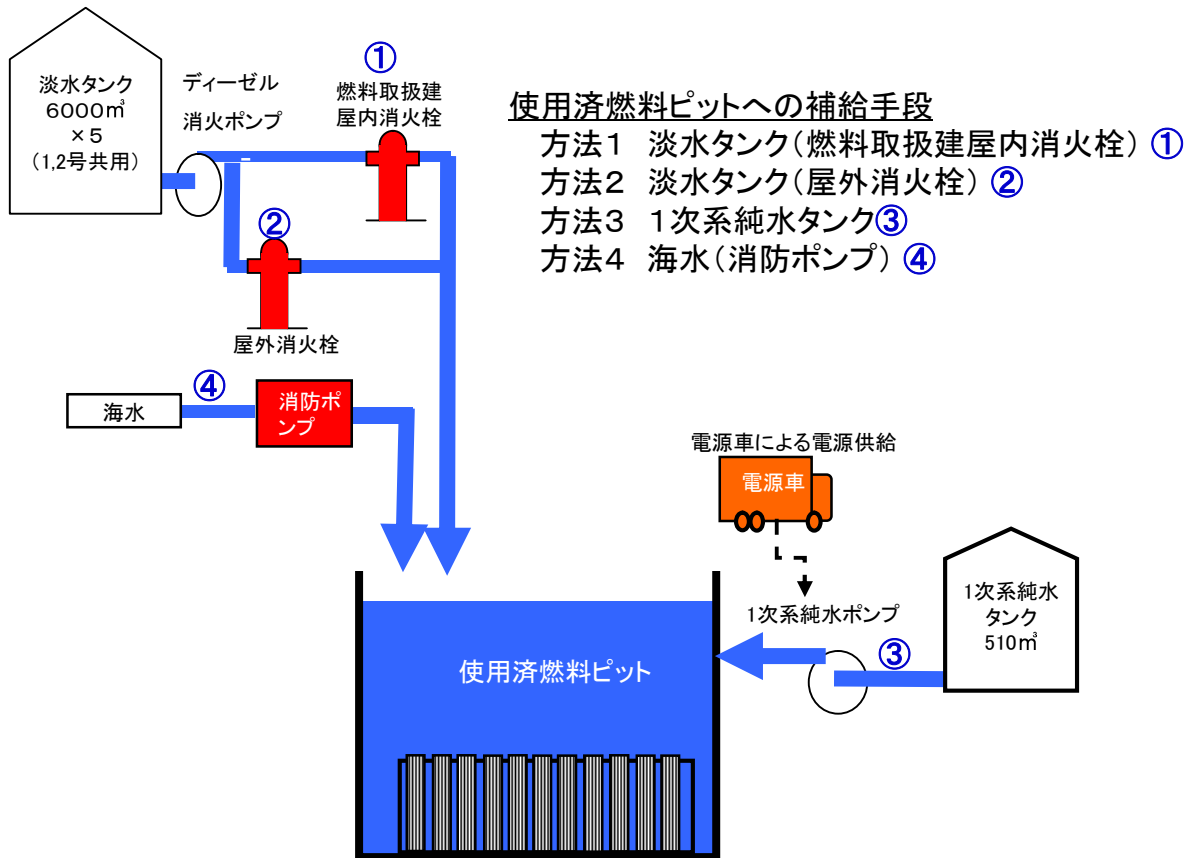 淡水タンク
6000㎥
×5
(1,2号共用)
ディーゼル
消火ポンプ
①
燃料取扱建
屋内消火栓
使用済燃料ピットへの補給手段
方法1 淡水タンク(燃料取扱建屋内消火栓) ①
方法2 淡水タンク(屋外消火栓) ②
方法3 1次系純水タンク③
方法4 海水(消防ポンプ) ④
②
屋外消火栓
④
海水
消防ポ
ンプ
電源車による電源供給
電源車
1次系純水ポンプ
③
1次系純水
タンク
510㎥
使用済燃料ピット